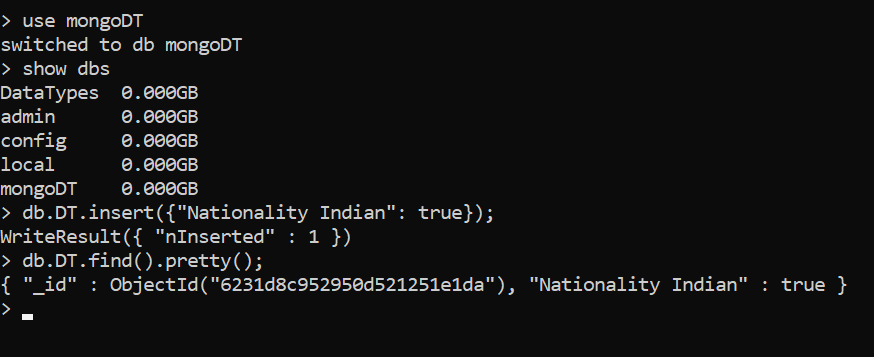 > use mongoDT
switched to db mongoDT
> show dbs
DataTypes  0.000GB
admin      0.000GB
config     0.000GB
local      0.000GB
mongoDT    0.000GB
> db.DT.insert({"Nationality Indian": true});
WriteResult({ "nInserted" : 1 })
> db.DT.find().pretty();
{ "_id" : ObjectId("6231d8c952950d521251e1da"), "Nationality Indian" : true }
>